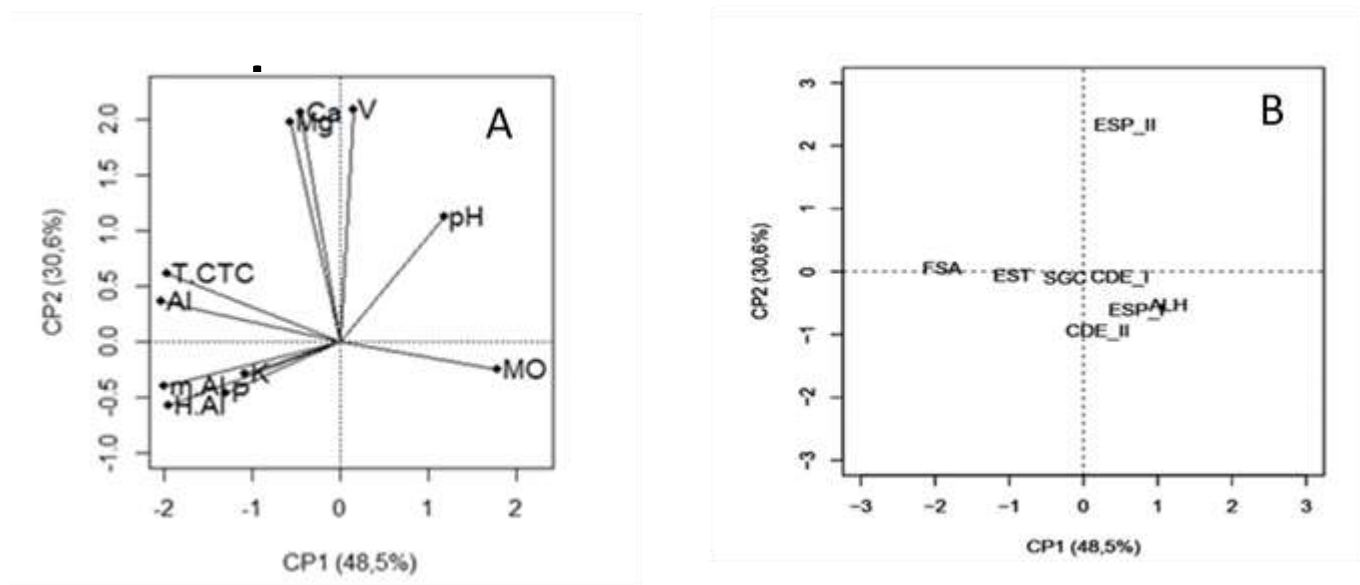 A
CP2 (30,6%)
2.0
1.5
1.0
0.5
0.0
-0.5
-1.0
Ca
V
Mg
pH
T.CTC
Al
K
MO
m.Al
P
H.Al
-2
-1
0
1
2
CP1 (48,5%)
B
CP2 (30,6%)
3
2
1
0
−1
−2
−3
ESP_II
FSA
EST
SGC
CDE_I
ALH
CDE_II
−3
−2
−1
0
1
2
3
CP1 (48,5%)